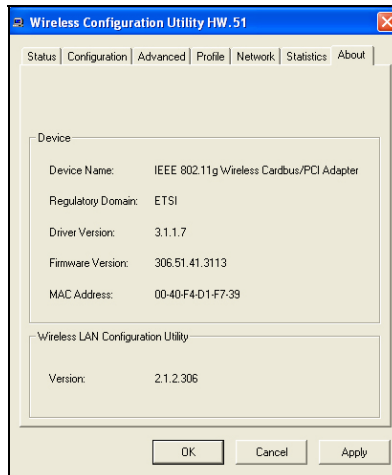 Wireless Configuration Utility HW.51
Status Configuration Advanced Profile Network Statistics About
Device
Device Name: IEEE 802.11g Wireless Cardbus/PCI Adapter
Regulatory Domain: ETSI
Driver Version: 3.1.1.7
Firmware Version: 306.51.41.3113
MAC Address: 00-40-F4-D1-F7-39
Wireless LAN Configuration Utility
Version: 2.1.2.306
OK Cancel Apply